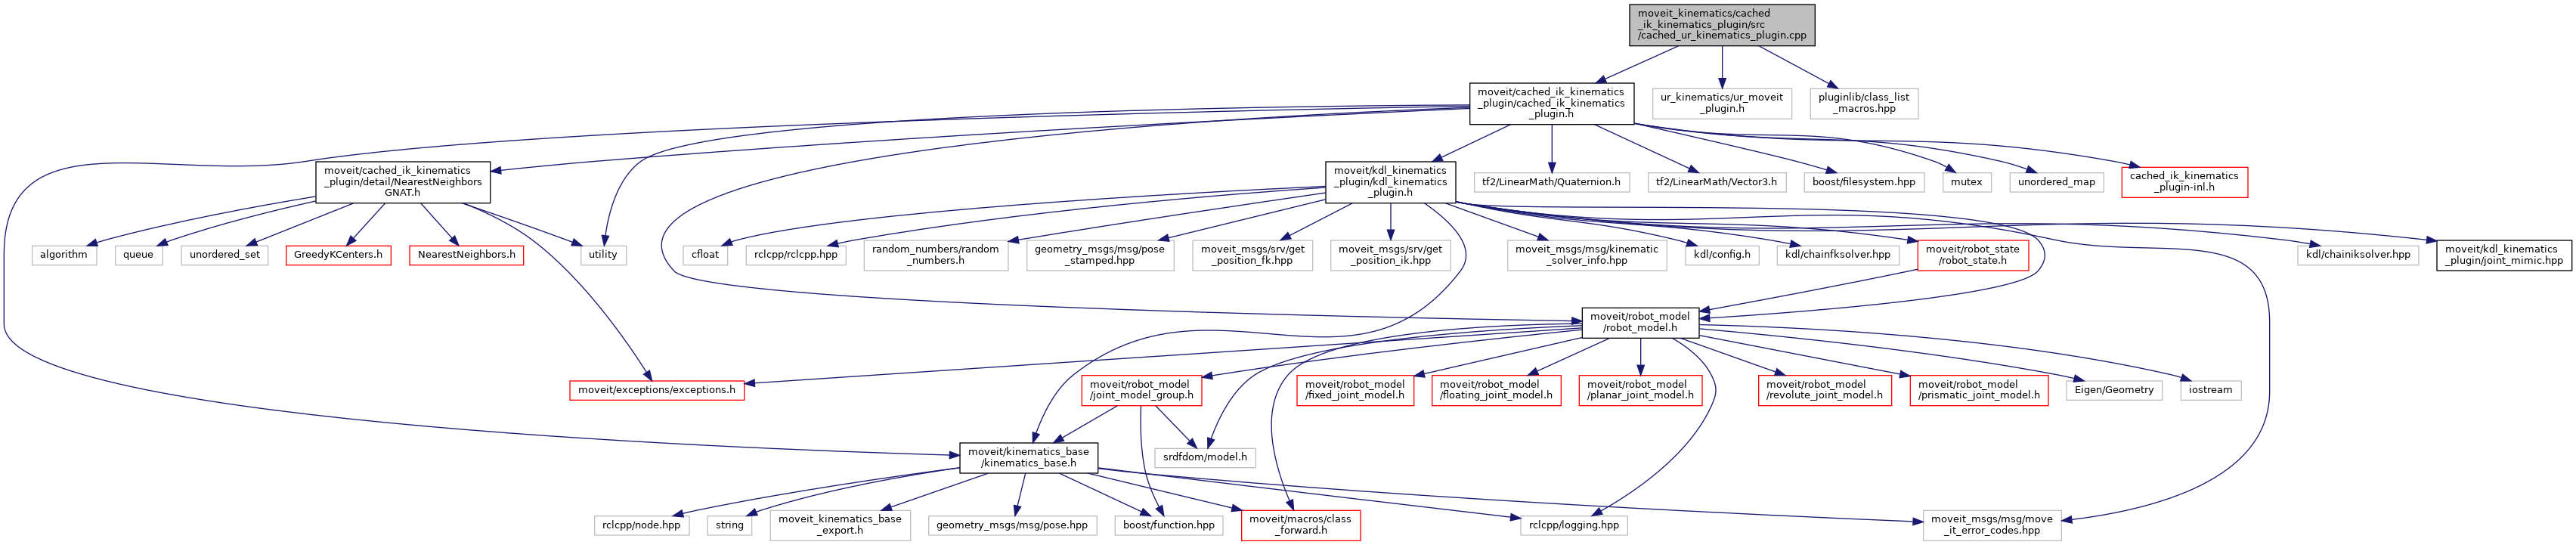 moveit_kinematics/cached
_ik_kinematics_plugin/src
/cached_ur_kinematics_plugin.cpp
moveit/cached_ik_kinematics
_plugin/cached_ik_kinematics
_plugin.h
ur_kinematics/ur_moveit
_plugin.h
pluginlib/class_list
_macros.hpp
moveit/cached_ik_kinematics
_plugin/detail/NearestNeighbors
GNAT.h
moveit/kdl_kinematics
_plugin/kdl_kinematics
_plugin.h
tf2/LinearMath/Quaternion.h
tf2/LinearMath/Vector3.h
boost/filesystem.hpp
mutex
unordered_map
cached_ik_kinematics
_plugin-inl.h
algorithm
queue
unordered_set
GreedyKCenters.h
NearestNeighbors.h
utility
cfloat
rclcpp/rclcpp.hpp
random_numbers/random
_numbers.h
geometry_msgs/msg/pose
_stamped.hpp
moveit_msgs/srv/get
_position_fk.hpp
moveit_msgs/srv/get
_position_ik.hpp
moveit_msgs/msg/kinematic
_solver_info.hpp
kdl/config.h
kdl/chainfksolver.hpp
moveit/robot_state
/robot_state.h
kdl/chainiksolver.hpp
moveit/kdl_kinematics
_plugin/joint_mimic.hpp
moveit/robot_model
/robot_model.h
moveit/exceptions/exceptions.h
moveit/robot_model
/joint_model_group.h
moveit/robot_model
/fixed_joint_model.h
moveit/robot_model
/floating_joint_model.h
moveit/robot_model
/planar_joint_model.h
moveit/robot_model
/revolute_joint_model.h
moveit/robot_model
/prismatic_joint_model.h
Eigen/Geometry
iostream
moveit/kinematics_base
/kinematics_base.h
srdfdom/model.h
rclcpp/node.hpp
string
moveit_kinematics_base
_export.h
geometry_msgs/msg/pose.hpp
boost/function.hpp
moveit/macros/class
_forward.h
rclcpp/logging.hpp
moveit_msgs/msg/move
_it_error_codes.hpp